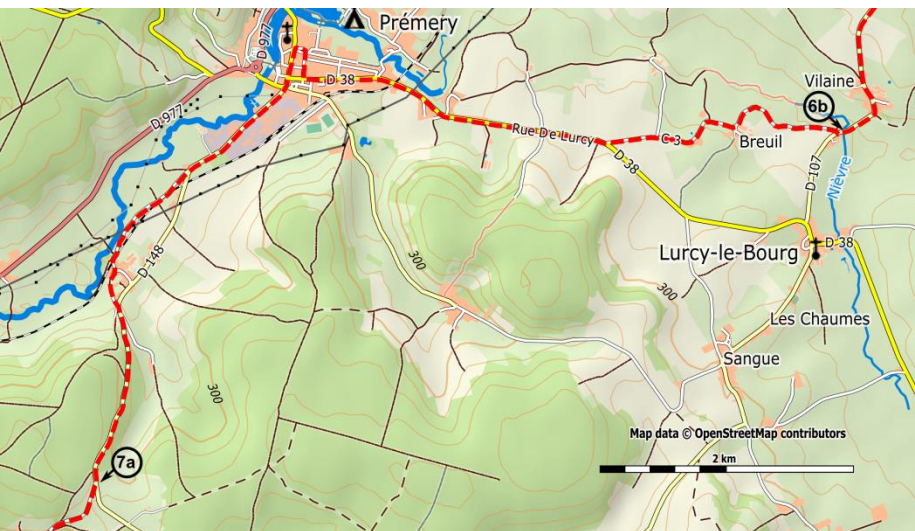 Prémery
D 977
D 38
Vilaine
6b
D 977
Rue De Lurcy
C 3
Breuil
D 38
D 107
Nièvre
Lurcy-le-Bourg
D 38
D 148
300
300
Les Chaumes
Sangue
300
Map data © OpenStreetMap contributors
2 km
7a